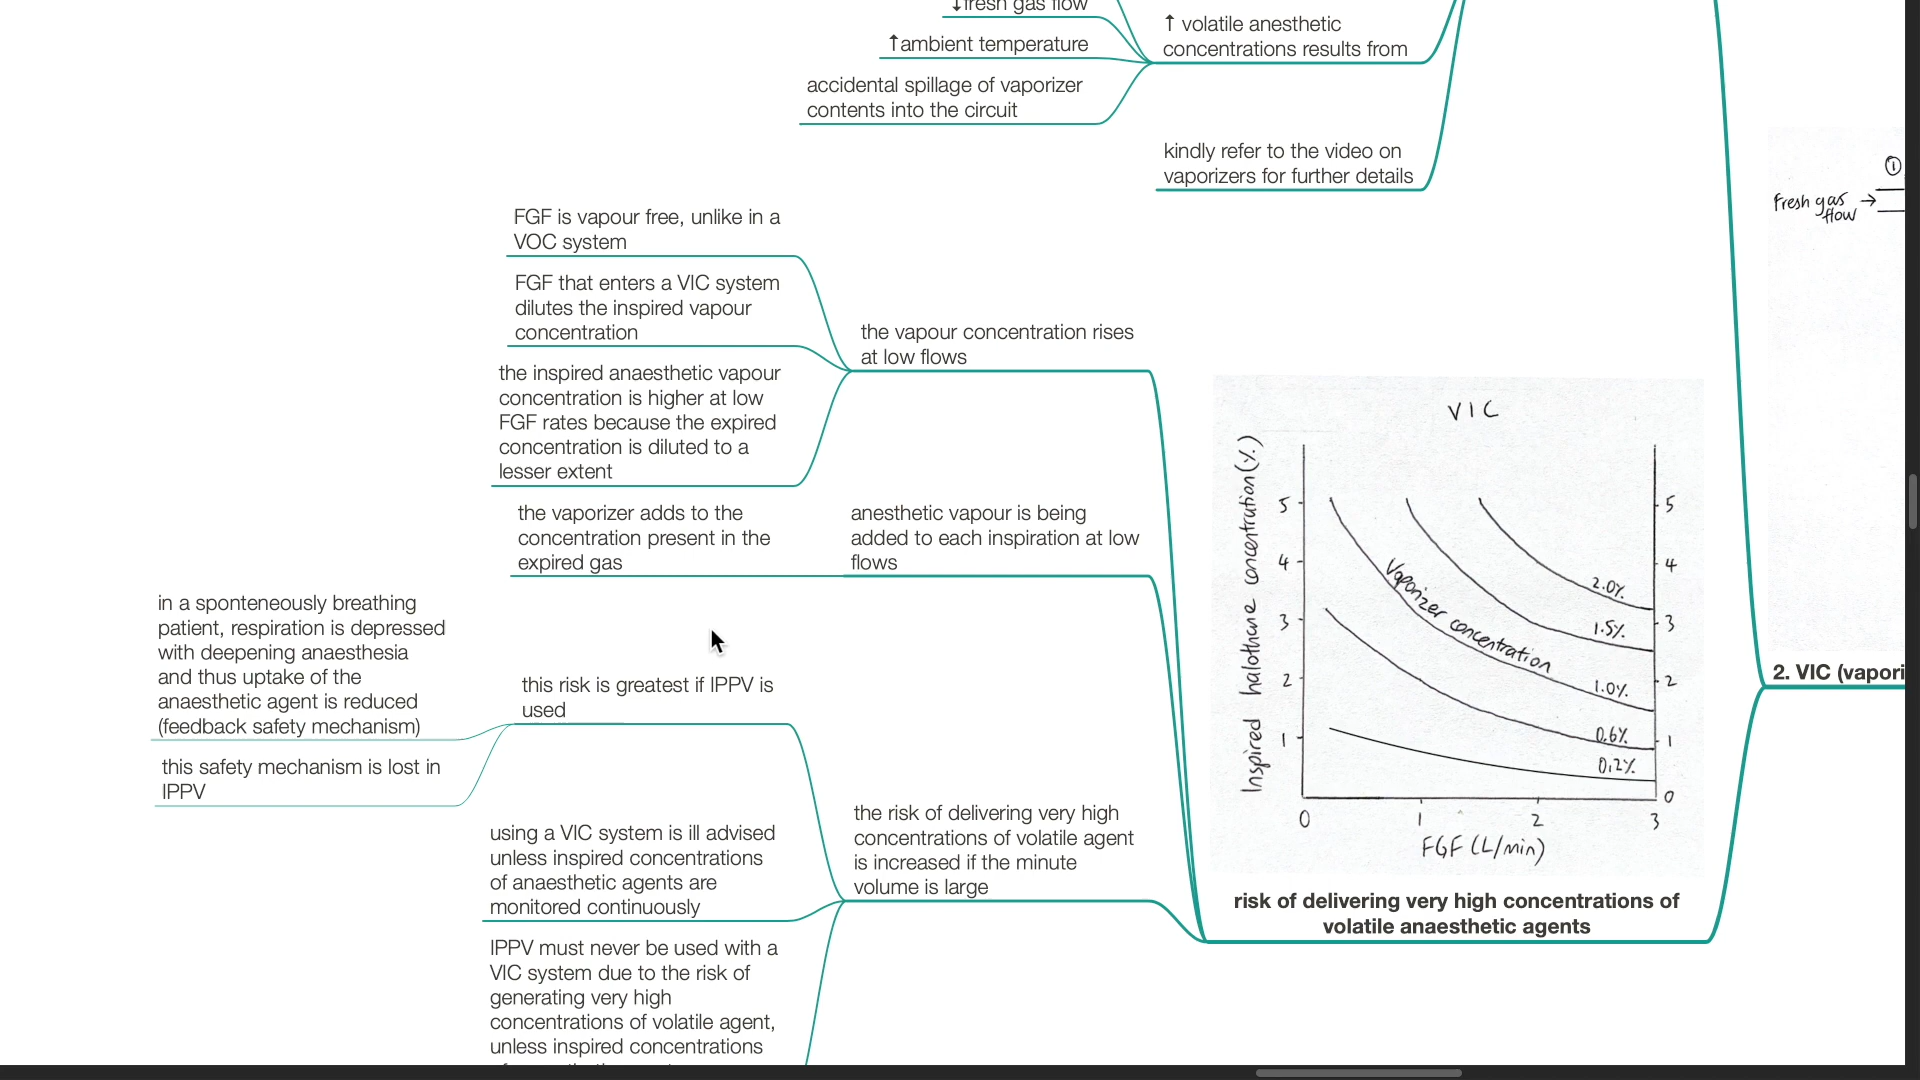 ↓fresh gas flow
↑ambient temperature
accidental spillage of vaporizer
contents into the circuit
↑ volatile anesthetic
concentrations results from
kindly refer to the video on
vaporizers for further details
FGF is vapour free, unlike in a
VOC system
FGF that enters a VIC system
dilutes the inspired vapour
concentration
the inspired anaesthetic vapour
concentration is higher at low
FGF rates because the expired
concentration is diluted to a
lesser extent
the vapour concentration rises
at low flows
the vaporizer adds to the
concentration present in the
expired gas
anesthetic vapour is being
added to each inspiration at low
flows
in a sponteneously breathing
patient, respiration is depressed
with deepening anaesthesia
and thus uptake of the
anaesthetic agent is reduced
(feedback safety mechanism)
this safety mechanism is lost in
IPPV
this risk is greatest if IPPV is
used
using a VIC system is ill advised
unless inspired concentrations
of anaesthetic agents are
monitored continuously
IPPV must never be used with a
VIC system due to the risk of
generating very high
concentrations of volatile agent,
unless inspired concentrations
the risk of delivering very high
concentrations of volatile agent
is increased if the minute
volume is large
VIC
Inspired halothane concentration (%)
5
4
3
2
1
Vaporizer concentration
2.0%
1.5%
1.0%
0.6%
0.2%
5
4
3
2
1
0
0 1 2 3
FGF (L/min)
risk of delivering very high concentrations of
volatile anaesthetic agents
①
Fresh gas →
flow
2. VIC (vapori